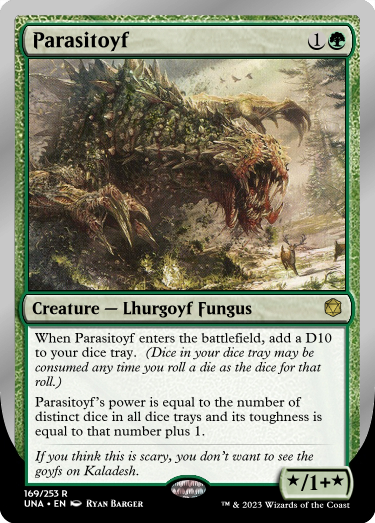 Parasitoyf 1
Creature — Lhurgoyf Fungus
When Parasitoyf enters the battlefield, add a D10
to your dice tray.  (Dice in your dice tray may be
consumed any time you roll a die as the dice for that
roll.)
Parasitoyf's power is equal to the number of
distinct dice in all dice trays and its toughness is
equal to that number plus 1.
If you think this is scary, you don't want to see the
goyfs on Kaladesh.
★/1+★
169/253 R
UNA • EN Ryan Barger
™ & 2023 Wizards of the Coast